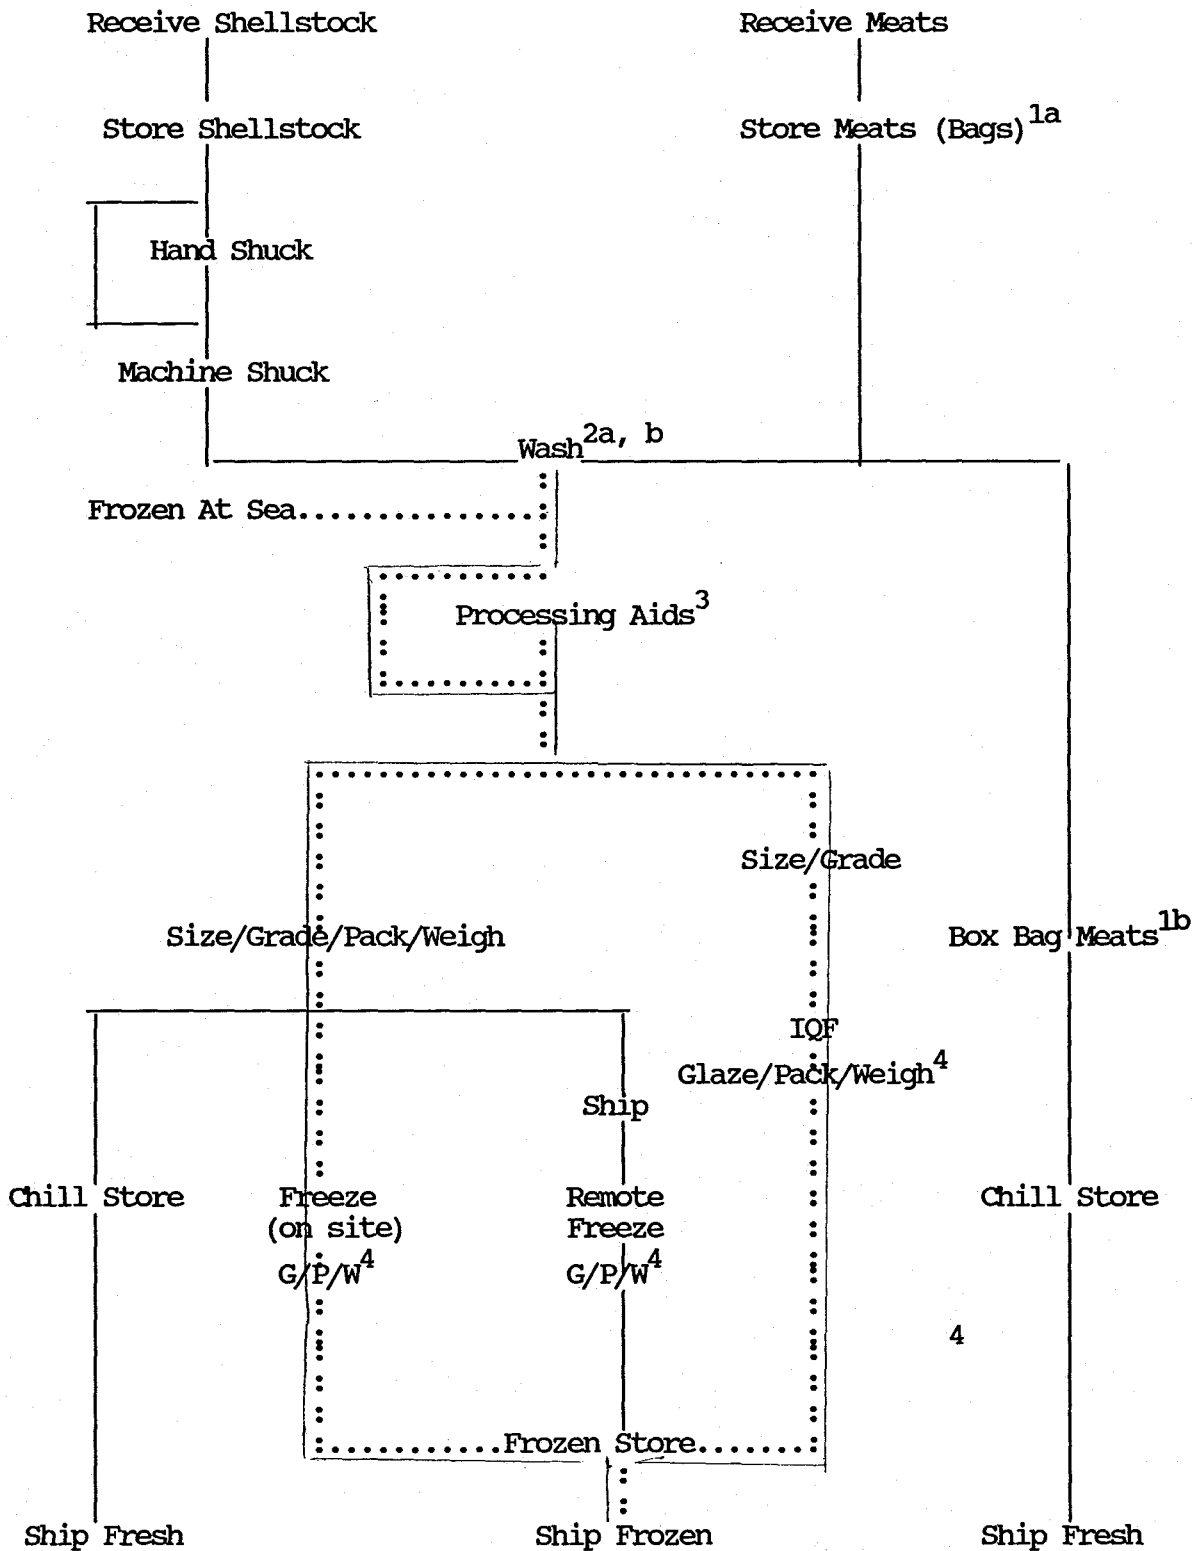 Receive Shellstock
Receive Meats
Store Shellstock
Store Meats (Bags)1a
Hand Shuck
Machine Shuck
Wash2a, b
Frozen At Sea
Processing Aids3
Size/Grade
Size/Grade/Pack/Weigh
Box Bag Meats1b
IQF
Glaze/Pack/Weigh4
Ship
Chill Store
Freeze
(on site)
G/P/W4
Remote
Freeze
G/P/W4
Chill Store
4
Frozen Store
Ship Fresh
Ship Frozen
Ship Fresh